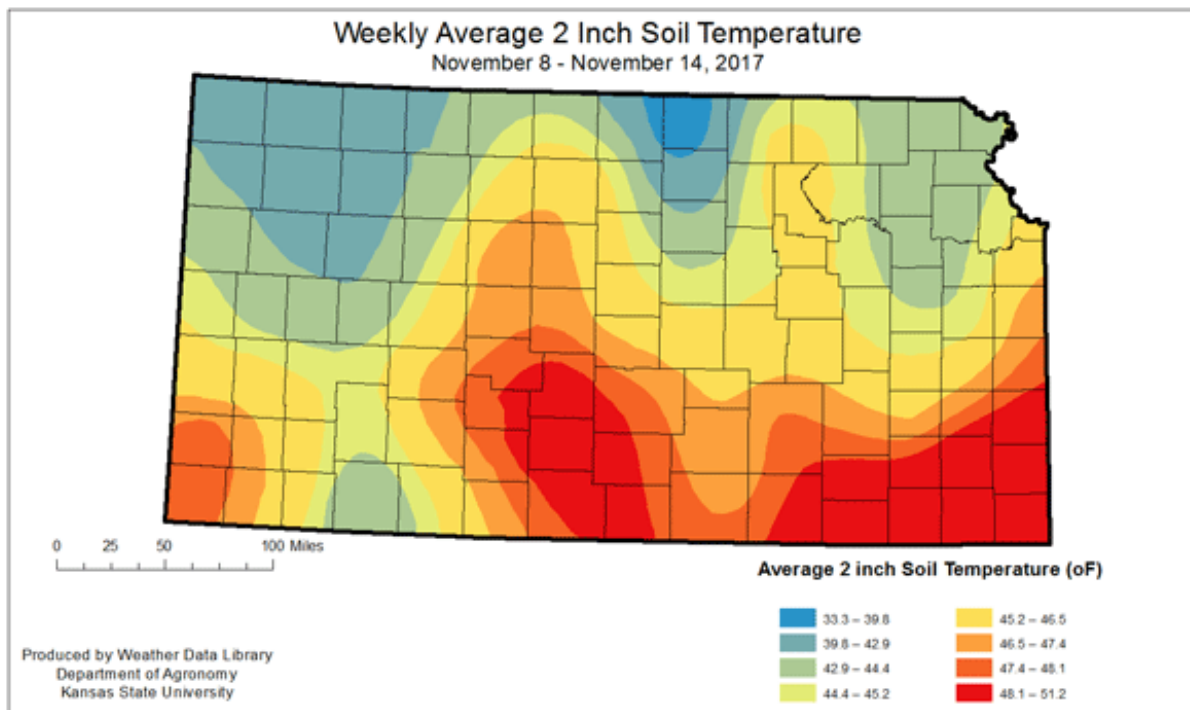 Weekly Average 2 Inch Soil Temperature
November 8 - November 14, 2017
0 25 50 100 Miles
Average 2 inch Soil Temperature (oF)
33.3 – 39.8
39.8 – 42.9
42.9 – 44.4
44.4 – 45.2
45.2 – 46.5
46.5 – 47.4
47.4 – 48.1
48.1 – 51.2
Produced by Weather Data Library
Department of Agronomy
Kansas State University